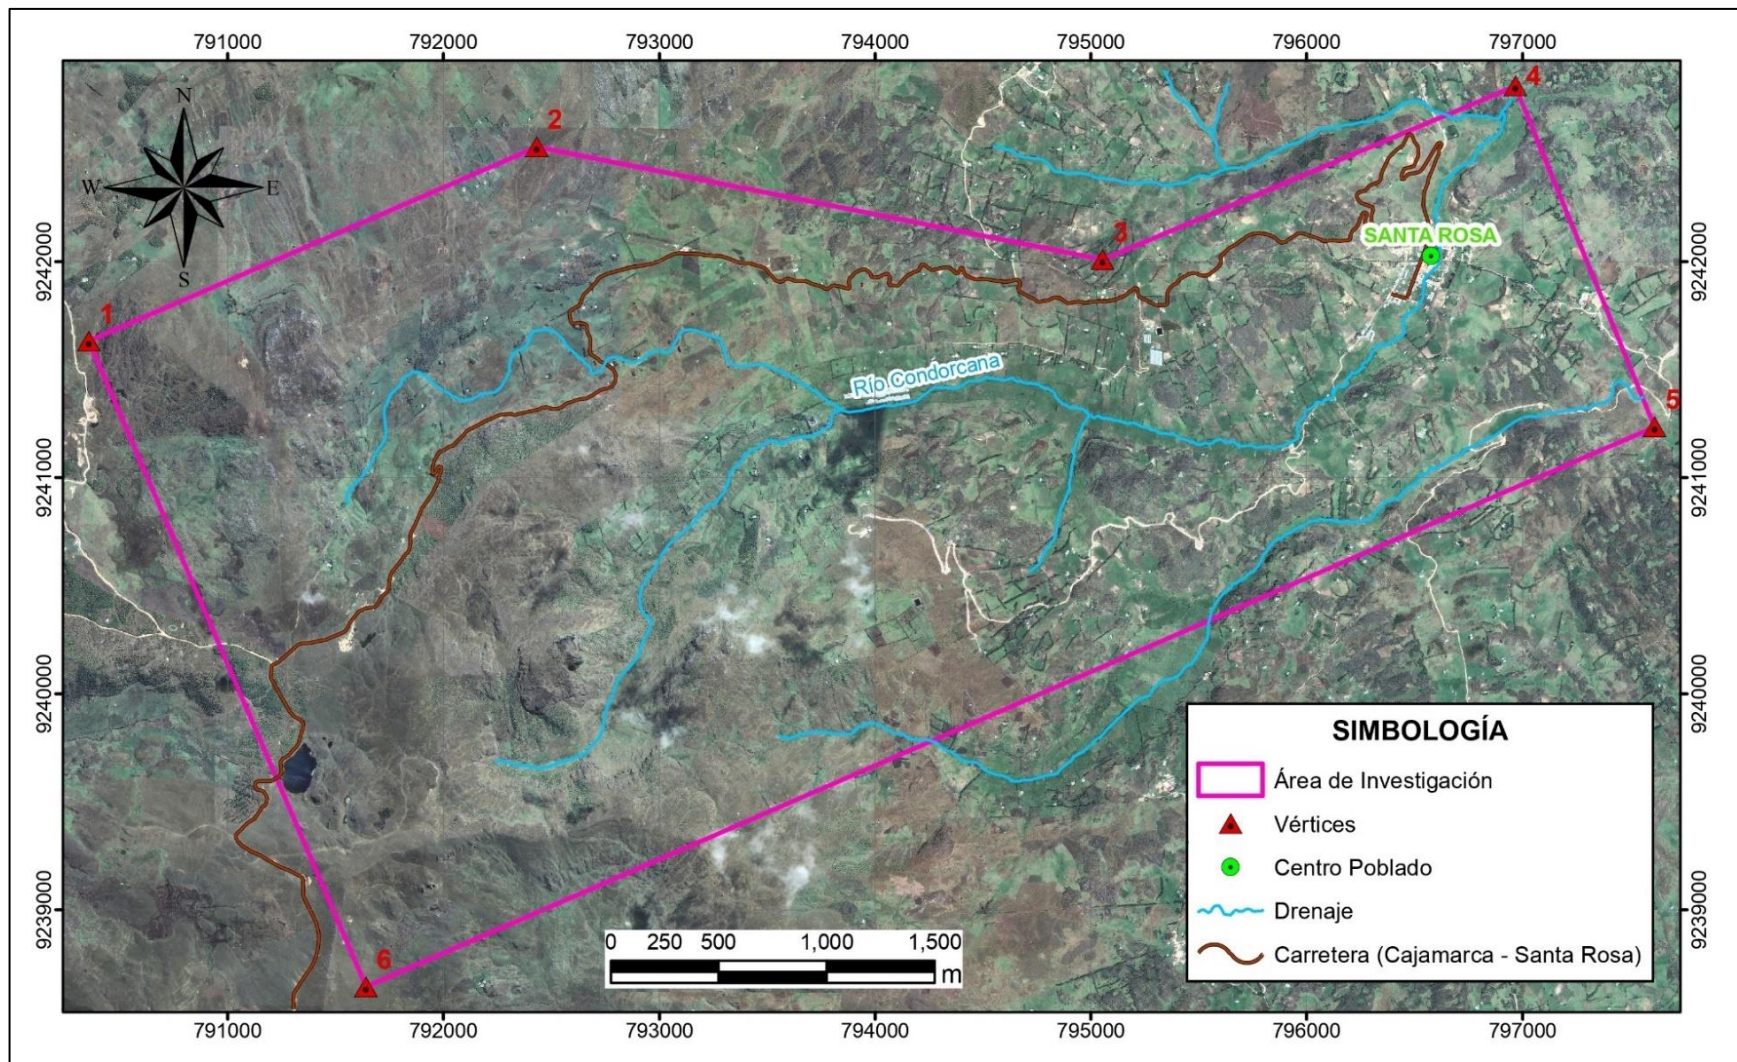 791000 792000 793000 794000 795000 796000 797000
N
W E
S
1
2
3
4
5
6
9242000
9241000
9240000
9239000
9242000
9241000
9240000
9239000
SANTA ROSA
Río Condorcana
0 250 500 1,000 1,500
m
SIMBOLOGÍA
Área de Investigación
Vértices
Centro Poblado
Drenaje
Carretera (Cajamarca - Santa Rosa)
791000 792000 793000 794000 795000 796000 797000